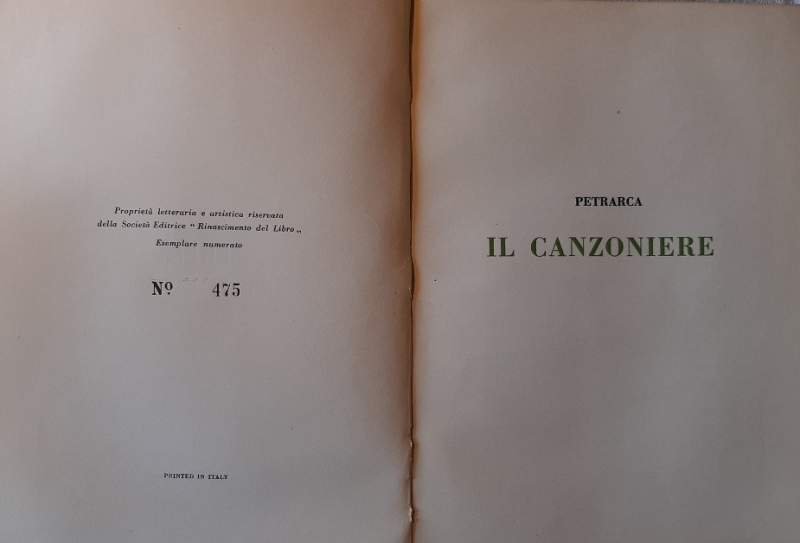 Proprietà letteraria e artistica riservata
della Società Editrice " Rinascimento del Libro „
Esemplare numerato
Nº 475
PRINTED IN ITALY
PETRARCA
IL CANZONIERE